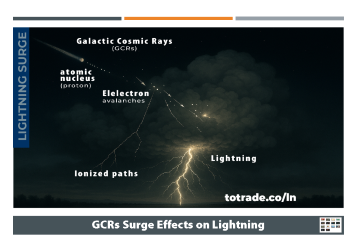 LIGHTNING SURGE
Galactic Cosmic Rays
(GCRs)
atomic
nucleus
(proton)
Elelectron
avalanches
Lightning
Ionized paths
totrade.co/ln
GCRs Surge Effects on Lightning